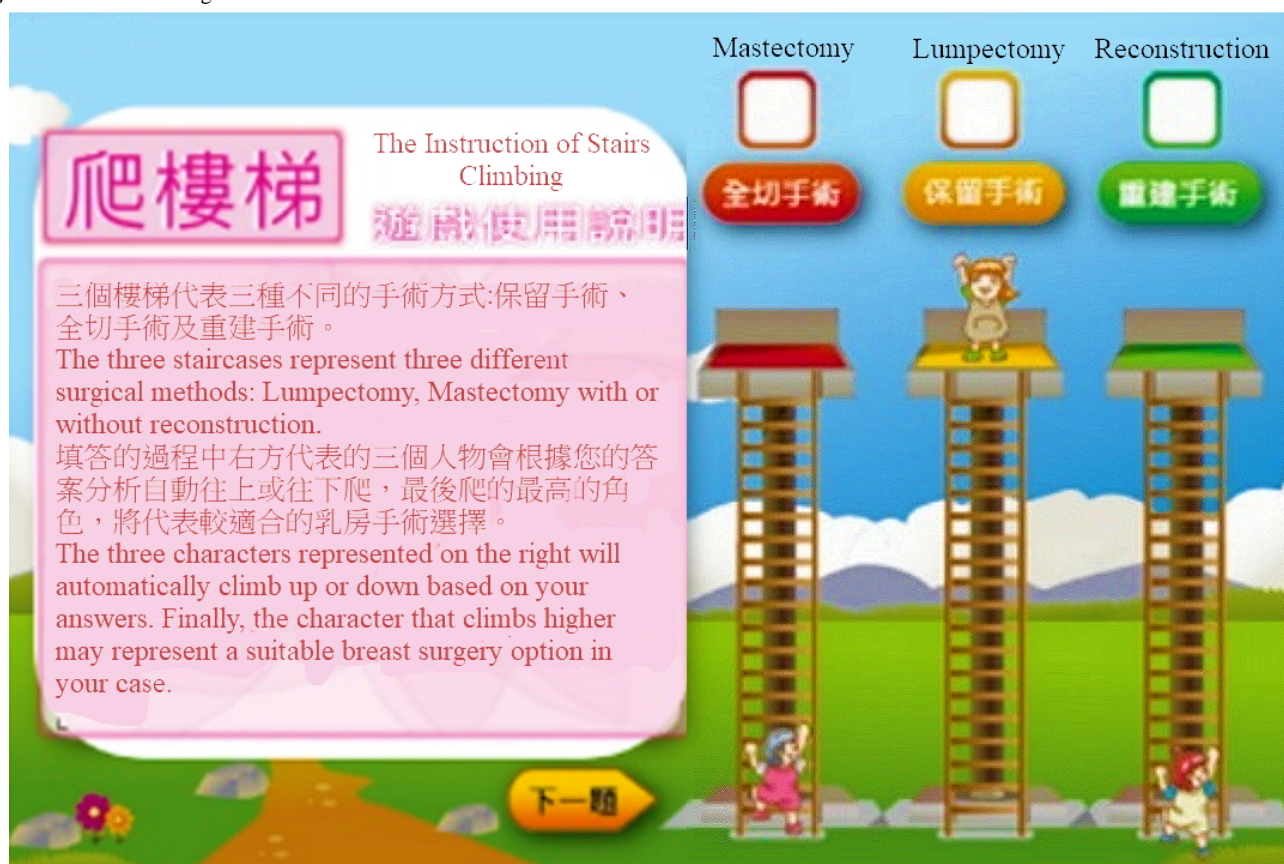 爬樓梯
The Instruction of Stairs
Climbing
遊戲使用說明
三個樓梯代表三種不同的手術方式:保留手術、
全切手術及重建手術。
The three staircases represent three different
surgical methods: Lumpectomy, Mastectomy with or
without reconstruction.
填答的過程中右方代表的三個人物會根據您的答
案分析自動往上或往下爬，最後爬的最高的角
色，將代表較適合的乳房手術選擇。
The three characters represented on the right will
automatically climb up or down based on your
answers. Finally, the character that climbs higher
may represent a suitable breast surgery option in
your case.
下一題
Mastectomy
Lumpectomy
Reconstruction
全切手術
保留手術
重建手術